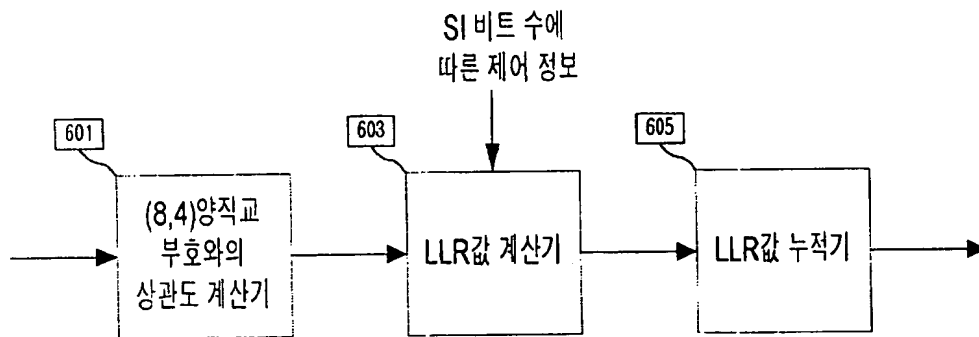 SI 비트 수에
따른 제어 정보
601
603
605
(8,4)양직교
부호와의
상관도 계산기
LLR값 계산기
LLR값 누적기